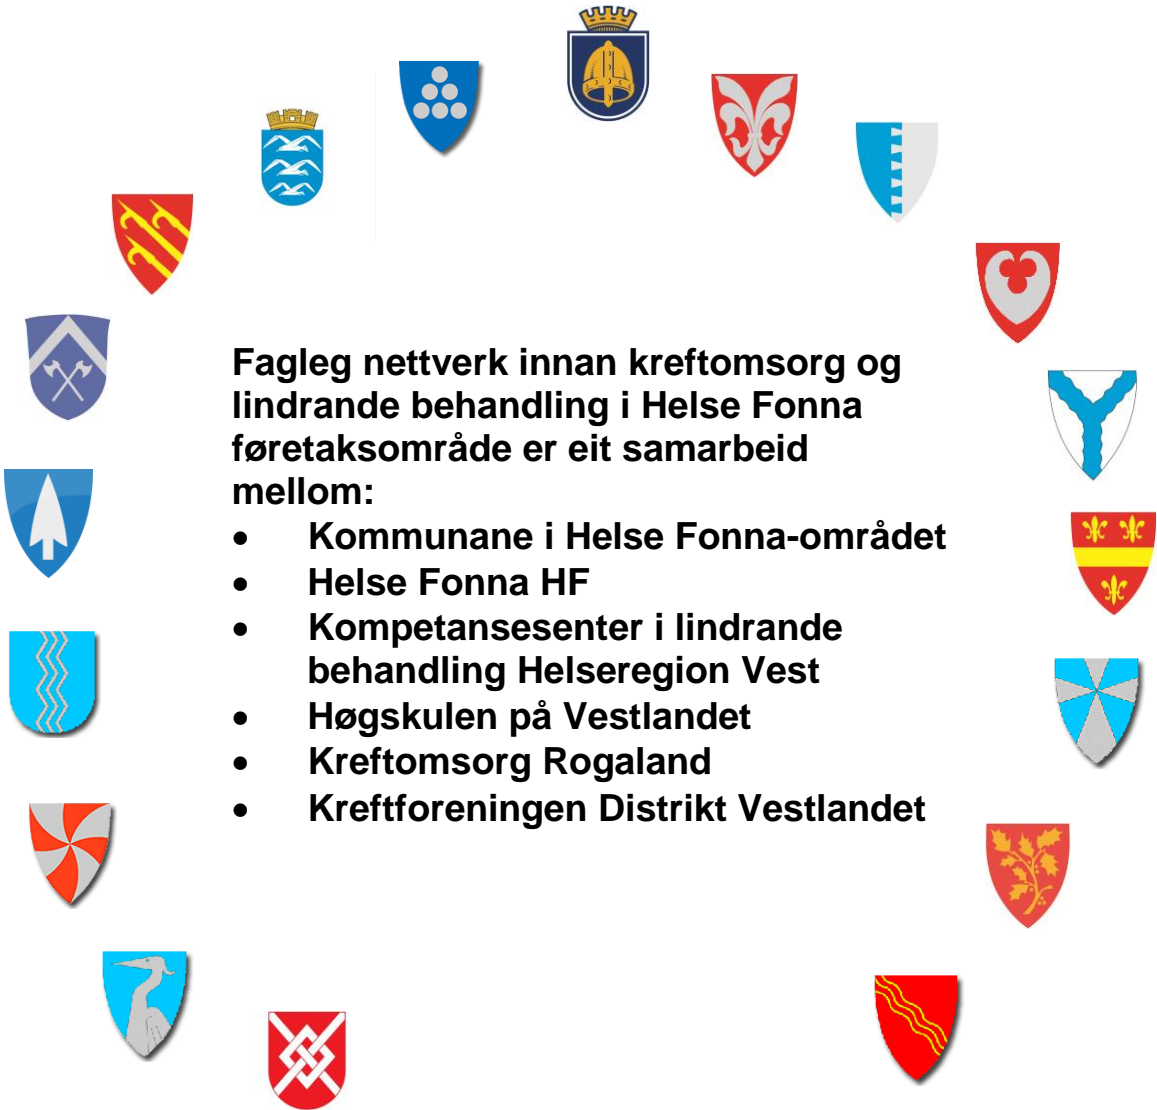 Fagleg nettverk innan kreftomsorg og
lindrande behandling i Helse Fonna
føretaksområde er eit samarbeid
mellom:
• Kommunane i Helse Fonna-området
• Helse Fonna HF
• Kompetansesenter i lindrande
behandling Helseregion Vest
• Høgskulen på Vestlandet
• Kreftomsorg Rogaland
• Kreftforeningen Distrikt Vestlandet